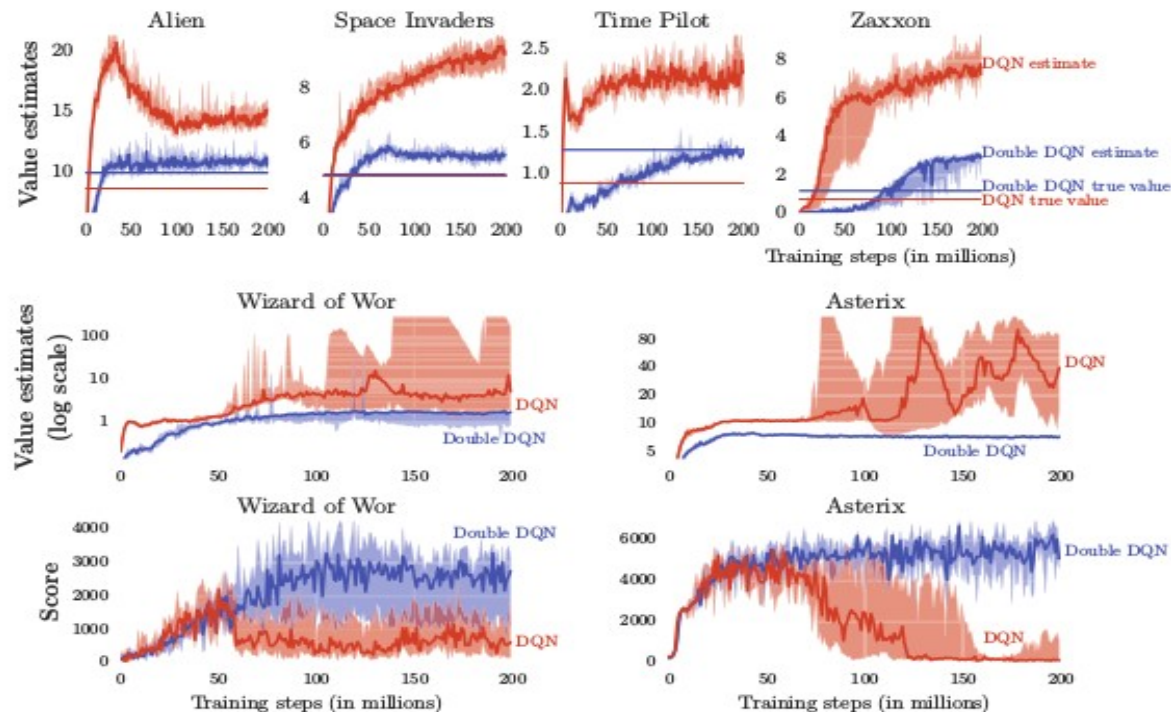 Alien Space Invaders Time Pilot Zaxxon
Value estimates
20
15
10
0 50 100 150 200
8
6
4
0 50 100 150 200
2.5
2.0
1.5
1.0
0 50 100 150 200
8
6
4
2
0
0 50 100 150 200
DQN estimate
Double DQN estimate
Double DQN true value
DQN true value
Training steps (in millions)
Wizard of Wor
Value estimates
(log scale)
100
10
1
DQN
Double DQN
0 50 100 150 200
Asterix
80
40
20
10
5
DQN
Double DQN
0 50 100 150 200
Wizard of Wor
Score
4000
3000
2000
1000
0
Double DQN
DQN
0 50 100 150 200
Training steps (in millions)
Asterix
6000
4000
2000
0
Double DQN
DQN
0 50 100 150 200
Training steps (in millions)